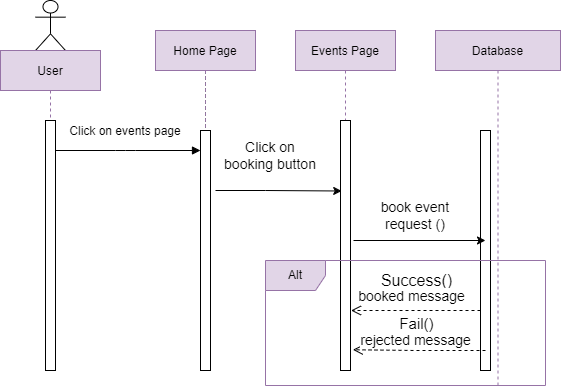 User
Home Page
Events Page
Database
Click on events page
Click on
booking button
book event
request ()
Alt
Success()
booked message
Fail()
rejected message